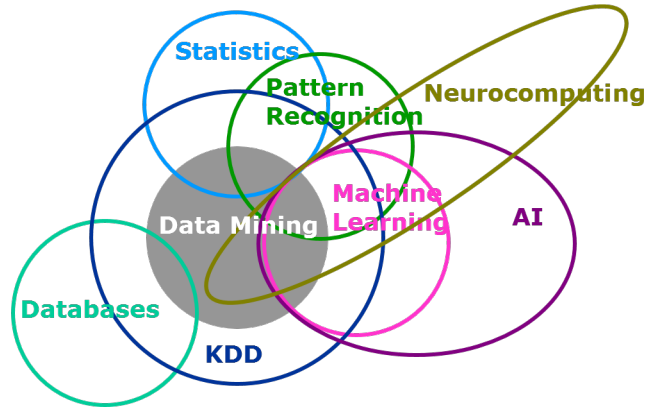 Statistics
Pattern
Recognition
Neurocomputing
Machine
Learning
Data Mining
AI
Databases
KDD